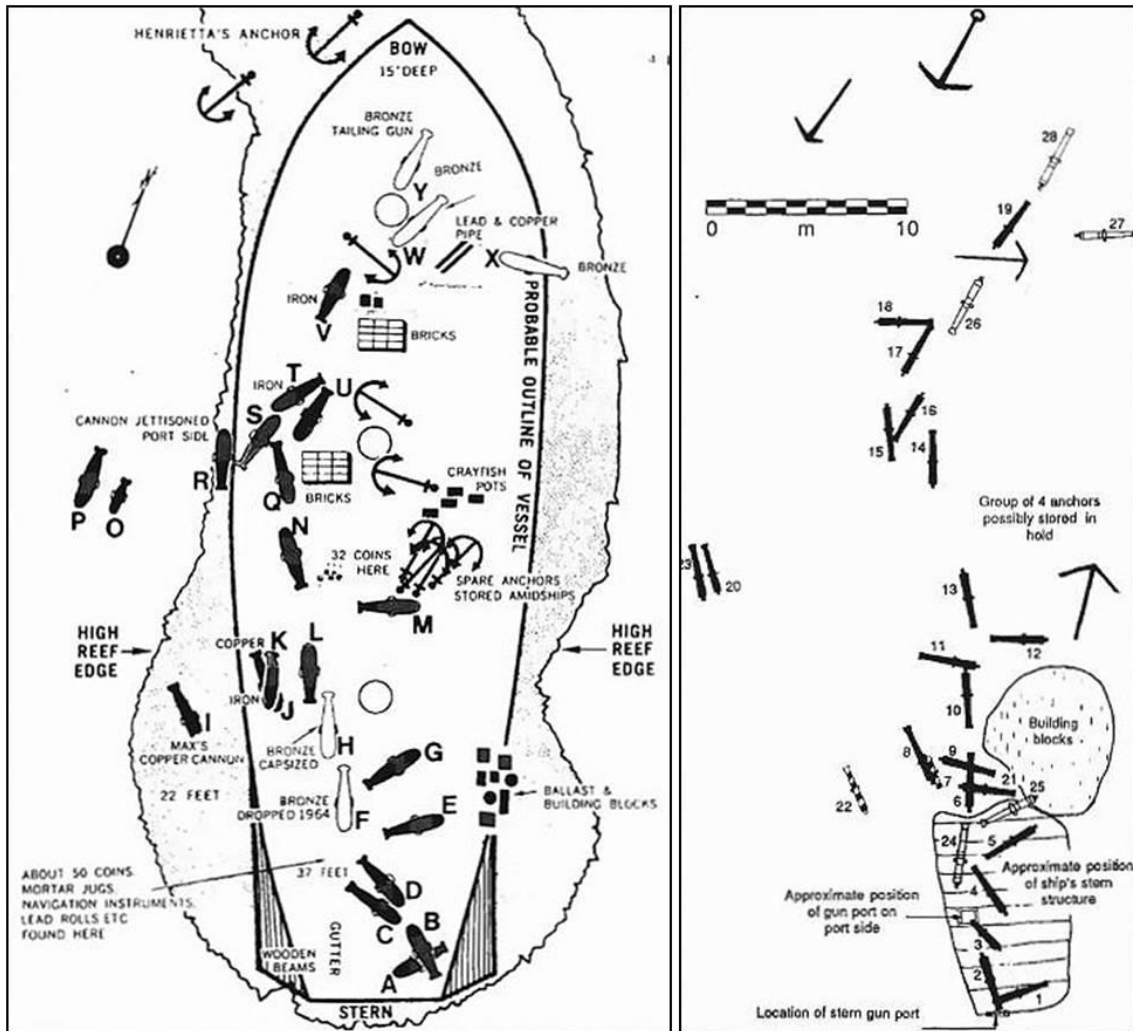 HENRIETTA'S ANCHOR
BOW
15" DEEP
BRONZE
TAILING GUN
BRONZE
Y
LEAD & COPPER
PIPE
W
X
BRONZE
IRON
V
BRICKS
PROBABLE OUTLINE OF VESSEL
T
IRON
U
S
CANNON JETTISONED
PORT SIDE
R
Q
BRICKS
CRAYFISH
POTS
P
O
N
32 COINS
HERE
SPARE ANCHORS
STORED AMIDSHIPS
M
HIGH
REEF
EDGE
HIGH
REEF
EDGE
COPPER
K
L
IRON
J
I
MAX'S
COPPER CANNON
BRONZE
CAPSIZED
H
G
22 FEET
BRONZE
DROPPED 1964
F
E
BALLAST &
BUILDING BLOCKS
ABOUT 50 COINS.
MORTAR JUGS.
NAVIGATION INSTRUMENTS.
LEAD ROLLS ETC
FOUND HERE
37 FEET
D
C
B
GUTTER
WOODEN
BEAMS
A
STERN
28
19
27
0
m
10
18
26
17
16
15
14
Group of 4 anchors
possibly stored in
hold
23
20
13
12
11
10
Building
blocks
8
9
7
21
25
6
22
24
5
Approximate position
of ship's stern
structure
4
Approximate position
of gun port on
port side
3
2
1
Location of stern gun port